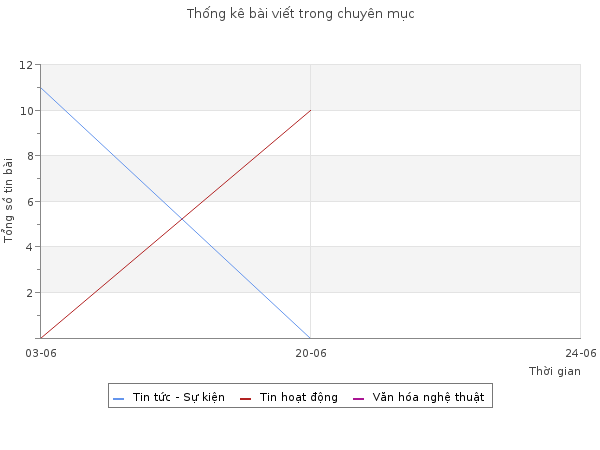 Thống kê bài viết trong chuyên mục
Tổng số tin bài
12
10
8
6
4
2
03-06
20-06
24-06
Thời gian
Tin tức - Sự kiện
Tin hoạt động
Văn hóa nghệ thuật